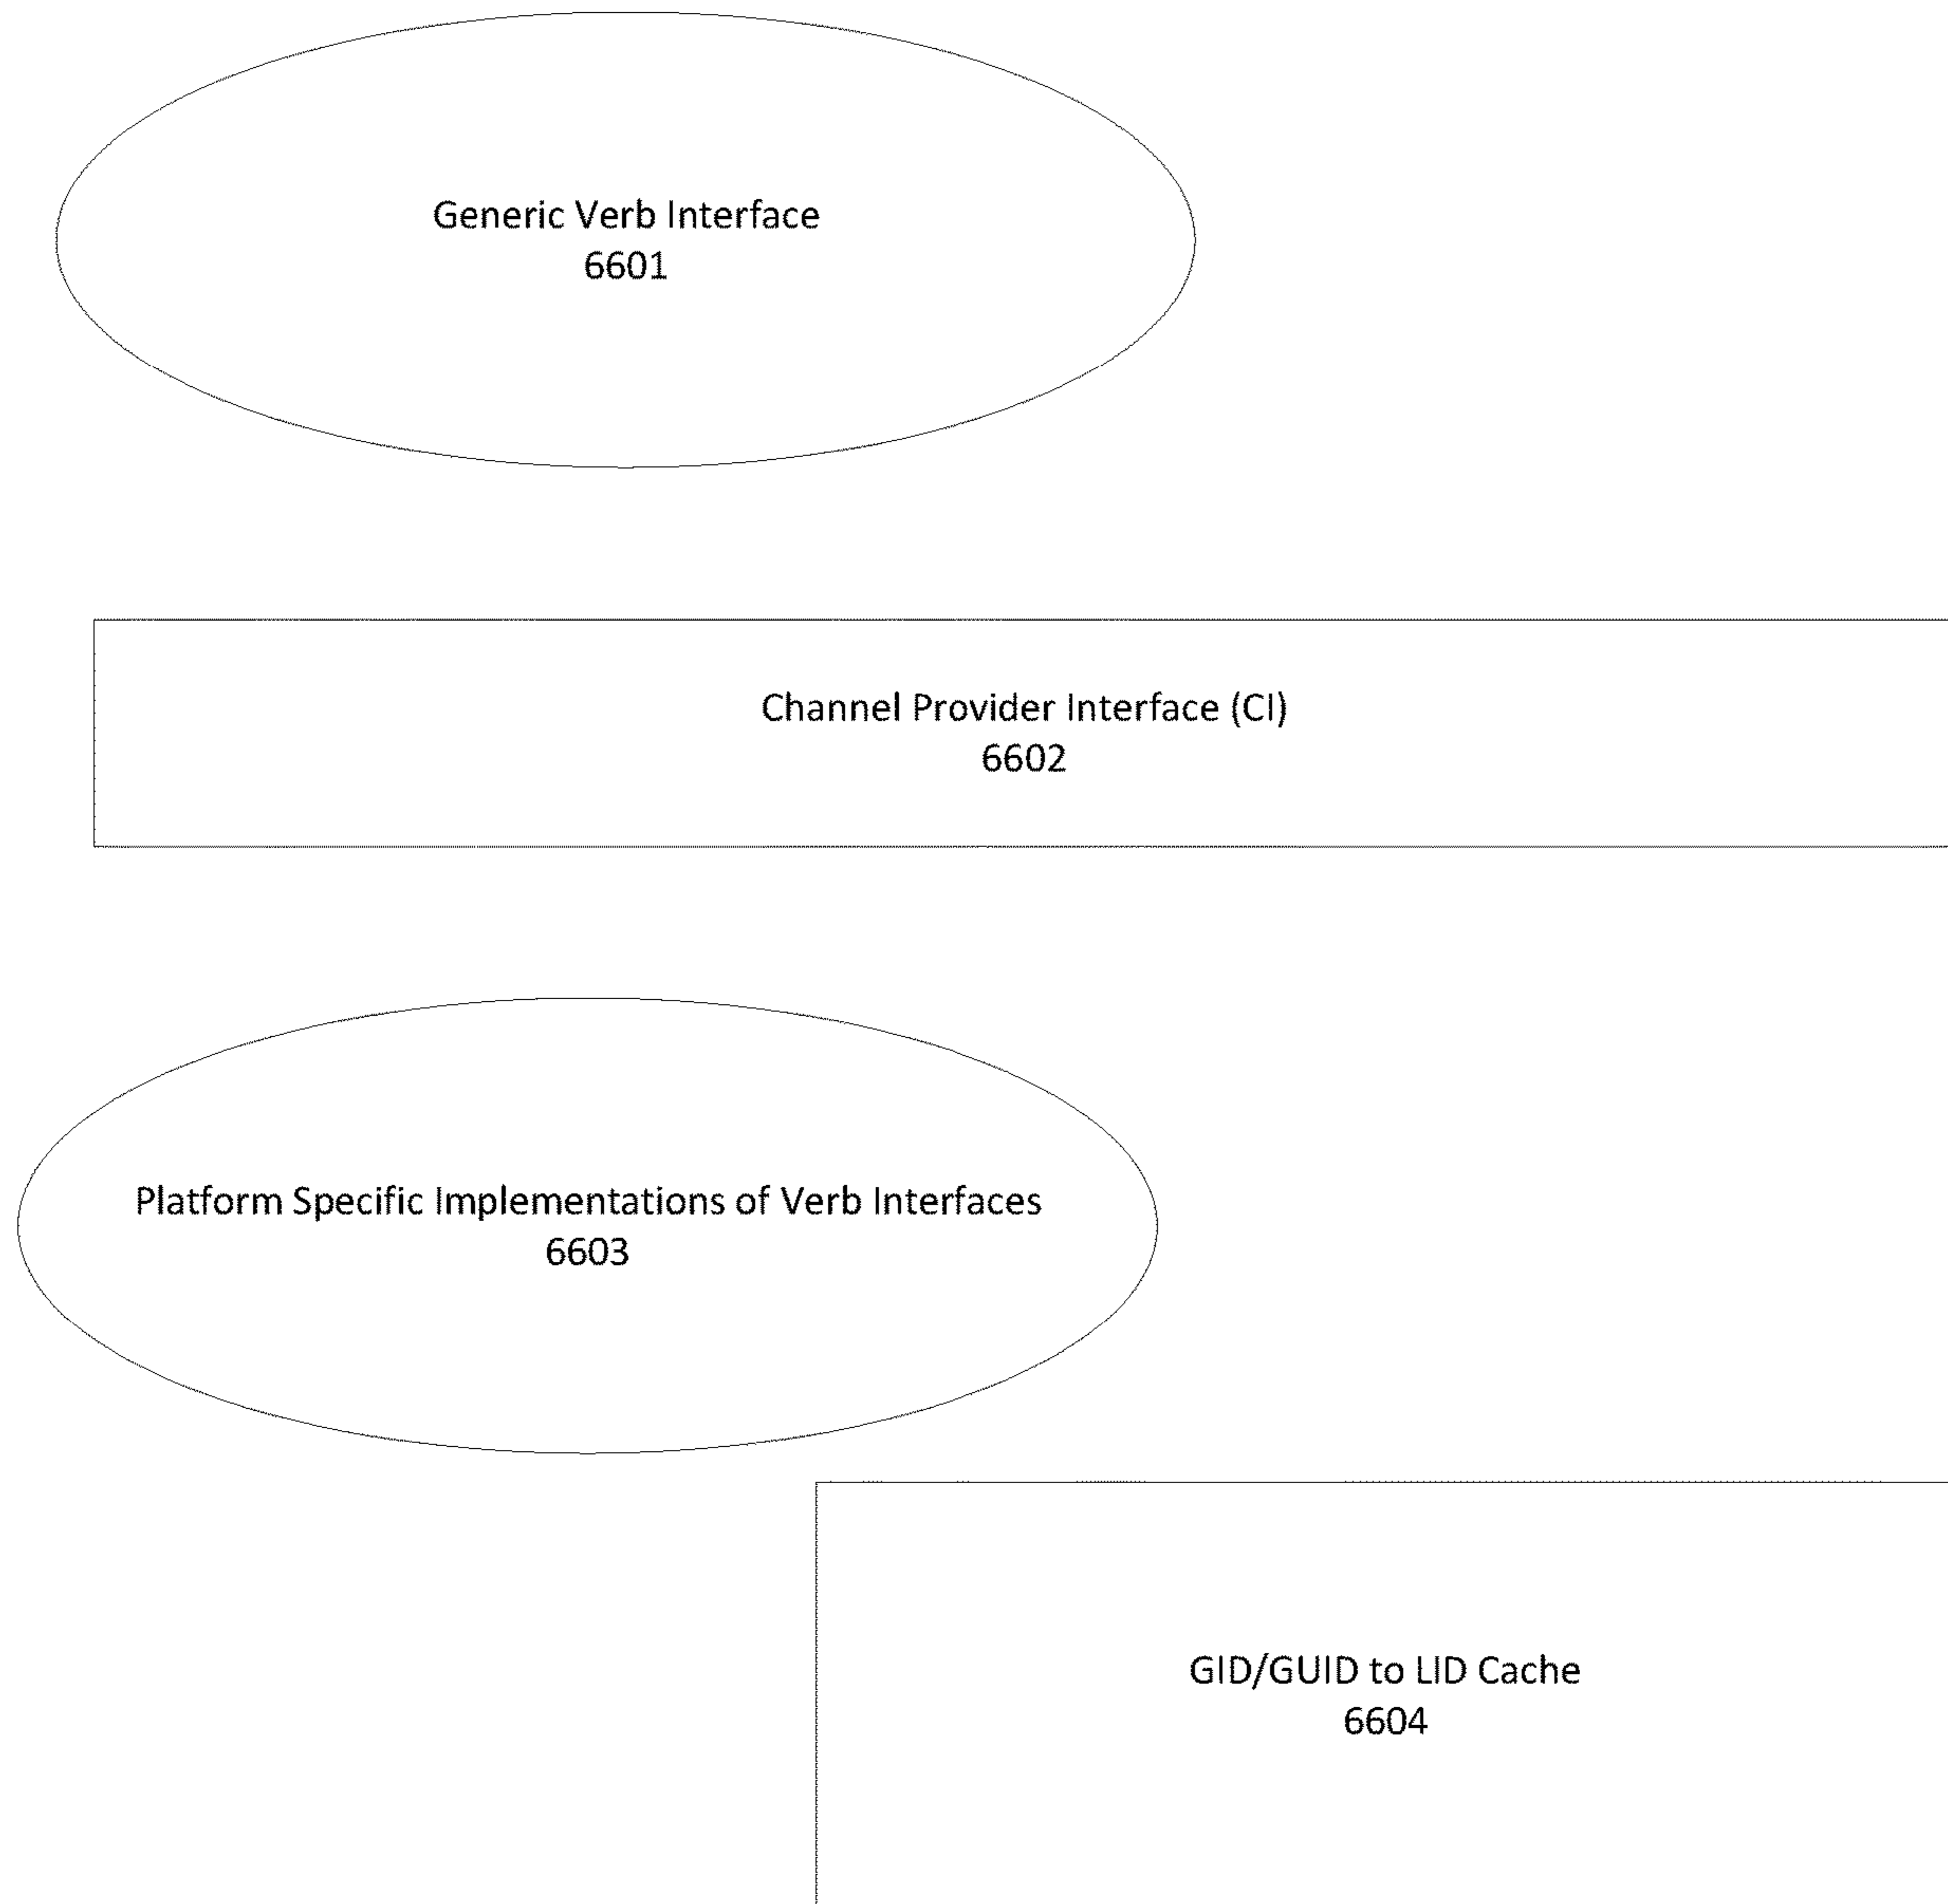 Generic Verb Interface
6601
Channel Provider Interface (CI)
6602
Platform Specific Implementations of Verb Interfaces
6603
GID/GUID to LID Cache
6604